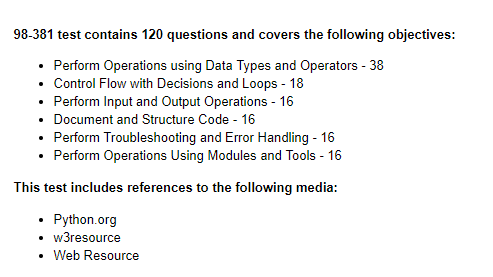 98-381 test contains 120 questions and covers the following objectives:
• Perform Operations using Data Types and Operators - 38
• Control Flow with Decisions and Loops - 18
• Perform Input and Output Operations - 16
• Document and Structure Code - 16
• Perform Troubleshooting and Error Handling - 16
• Perform Operations Using Modules and Tools - 16
This test includes references to the following media:
• Python.org
• w3resource
• Web Resource